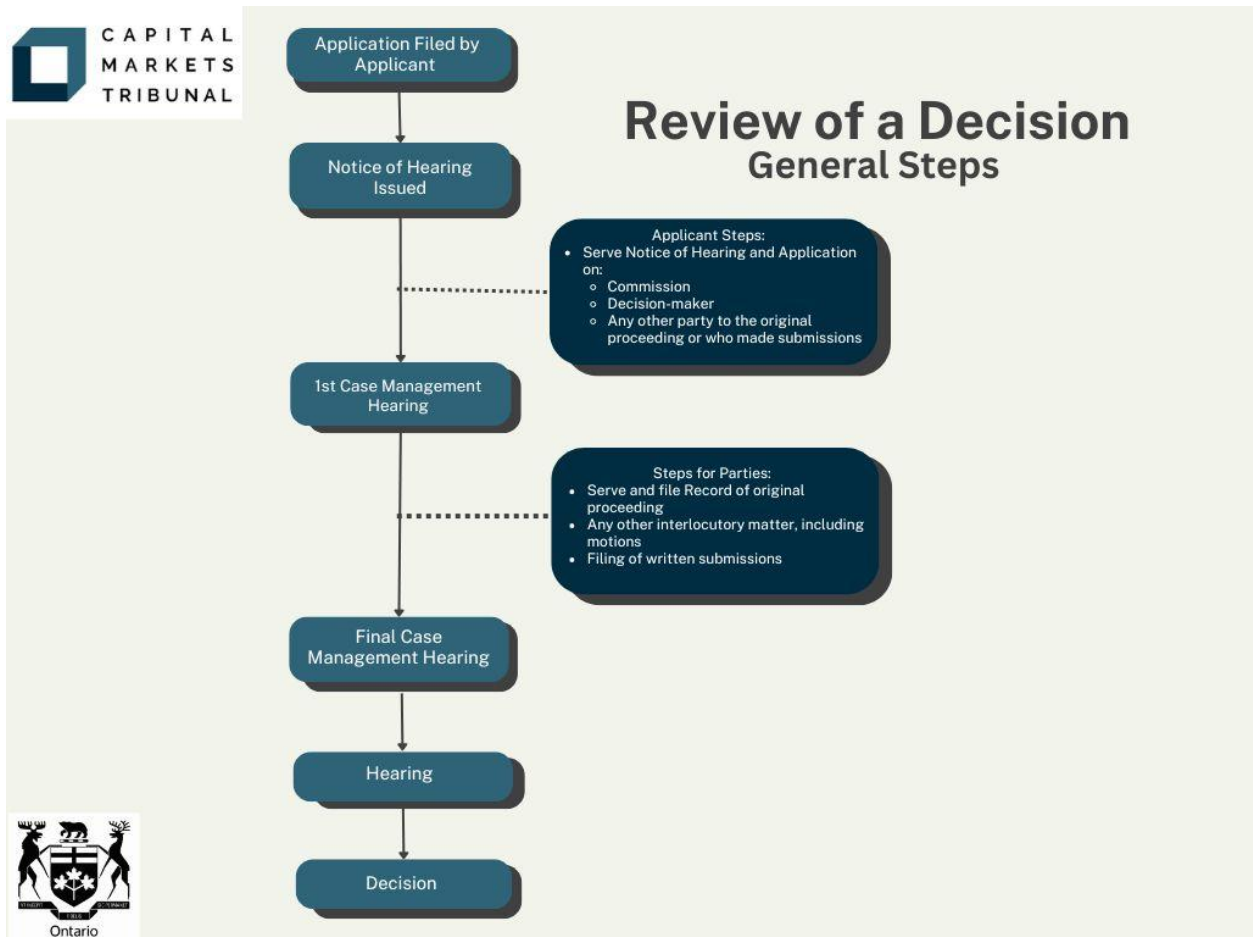 CAPITAL
MARKETS
TRIBUNAL
Application Filed by
Applicant
Review of a Decision
General Steps
Notice of Hearing
Issued
Applicant Steps:
• Serve Notice of Hearing and Application
on:
○ Commission
○ Decision-maker
○ Any other party to the original
proceeding or who made submissions
1st Case Management
Hearing
Steps for Parties:
• Serve and file Record of original
proceeding
• Any other interlocutory matter, including
motions
• Filing of written submissions
Final Case
Management Hearing
Hearing
Decision
Ontario